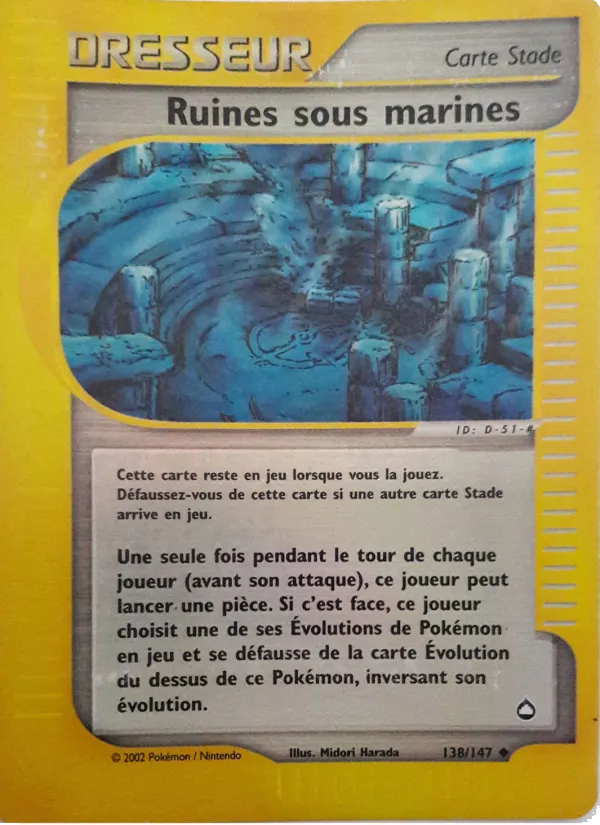 DRESSEUR
Carte Stade
Ruines sous marines
ID: D-51-#
Cette carte reste en jeu lorsque vous la jouez.
Défaussez-vous de cette carte si une autre carte Stade
arrive en jeu.
Une seule fois pendant le tour de chaque
joueur (avant son attaque), ce joueur peut
lancer une pièce. Si c'est face, ce joueur
choisit une de ses Évolutions de Pokémon
en jeu et se défausse de la carte Évolution
du dessus de ce Pokémon, inversant son
évolution.
© 2002 Pokémon / Nintendo
Illus. Midori Harada
138/147 ◆